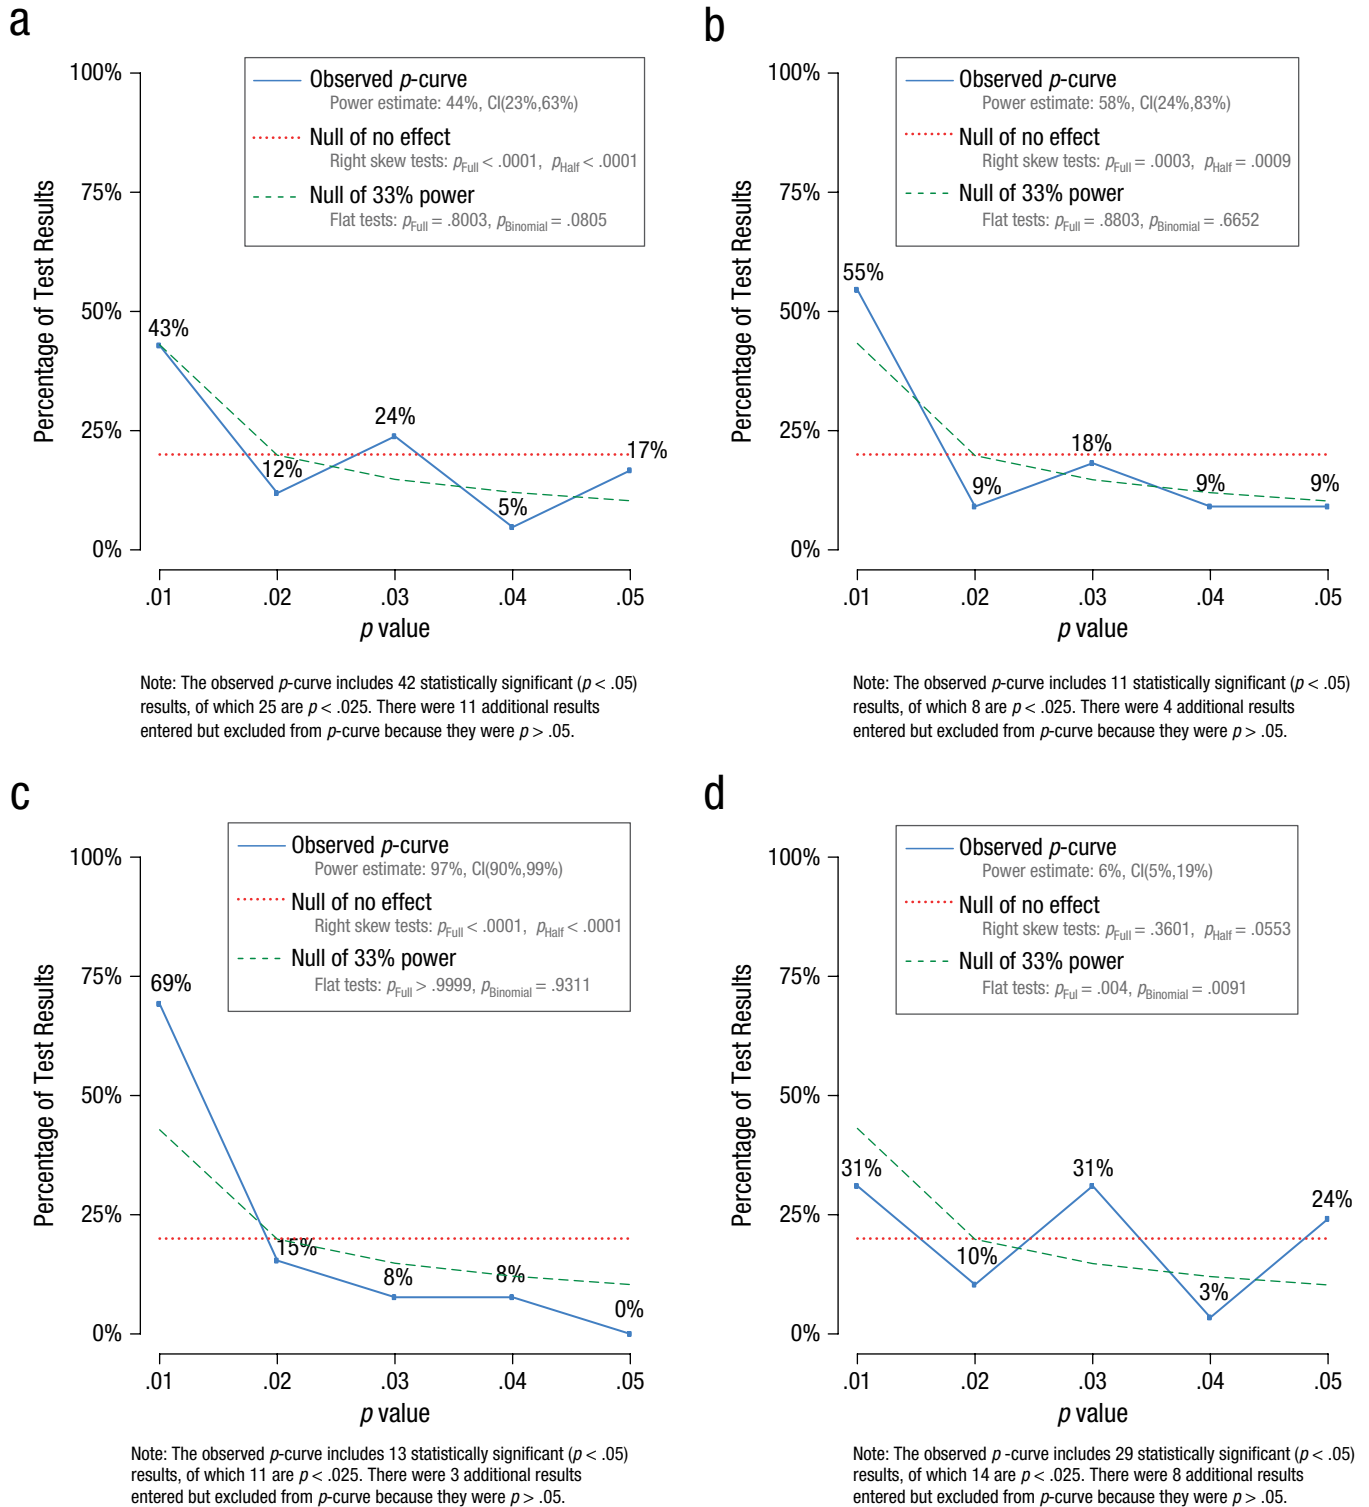 a
100%
75%
50%
25%
0%
Percentage of Test Results
Observed p-curve
Power estimate: 44%, CI(23%,63%)
Null of no effect
Right skew tests: pFull < .0001, pHalf < .0001
Null of 33% power
Flat tests: pFull = .8003, pBinomial = .0805
43%
12%
24%
5%
17%
.01 .02 .03 .04 .05
p value
Note: The observed p-curve includes 42 statistically significant (p < .05)
results, of which 25 are p < .025. There were 11 additional results
entered but excluded from p-curve because they were p > .05.
b
100%
75%
50%
25%
0%
Percentage of Test Results
Observed p-curve
Power estimate: 58%, CI(24%,83%)
Null of no effect
Right skew tests: pFull = .0003, pHalf = .0009
Null of 33% power
Flat tests: pFull = .8803, pBinomial = .6652
55%
9%
18%
9%
9%
.01 .02 .03 .04 .05
p value
Note: The observed p-curve includes 11 statistically significant (p < .05)
results, of which 8 are p < .025. There were 4 additional results
entered but excluded from p-curve because they were p > .05.
c
100%
75%
50%
25%
0%
Percentage of Test Results
Observed p-curve
Power estimate: 97%, CI(90%,99%)
Null of no effect
Right skew tests: pFull < .0001, pHalf < .0001
Null of 33% power
Flat tests: pFull > .9999, pBinomial = .9311
69%
15%
8%
8%
0%
.01 .02 .03 .04 .05
p value
Note: The observed p-curve includes 13 statistically significant (p < .05)
results, of which 11 are p < .025. There were 3 additional results
entered but excluded from p-curve because they were p > .05.
d
100%
75%
50%
25%
0%
Percentage of Test Results
Observed p-curve
Power estimate: 6%, CI(5%,19%)
Null of no effect
Right skew tests: pFull = .3601, pHalf = .0553
Null of 33% power
Flat tests: pFul = .004, pBinomial = .0091
31%
10%
31%
3%
24%
.01 .02 .03 .04 .05
p value
Note: The observed p -curve includes 29 statistically significant (p < .05)
results, of which 14 are p < .025. There were 8 additional results
entered but excluded from p-curve because they were p > .05.